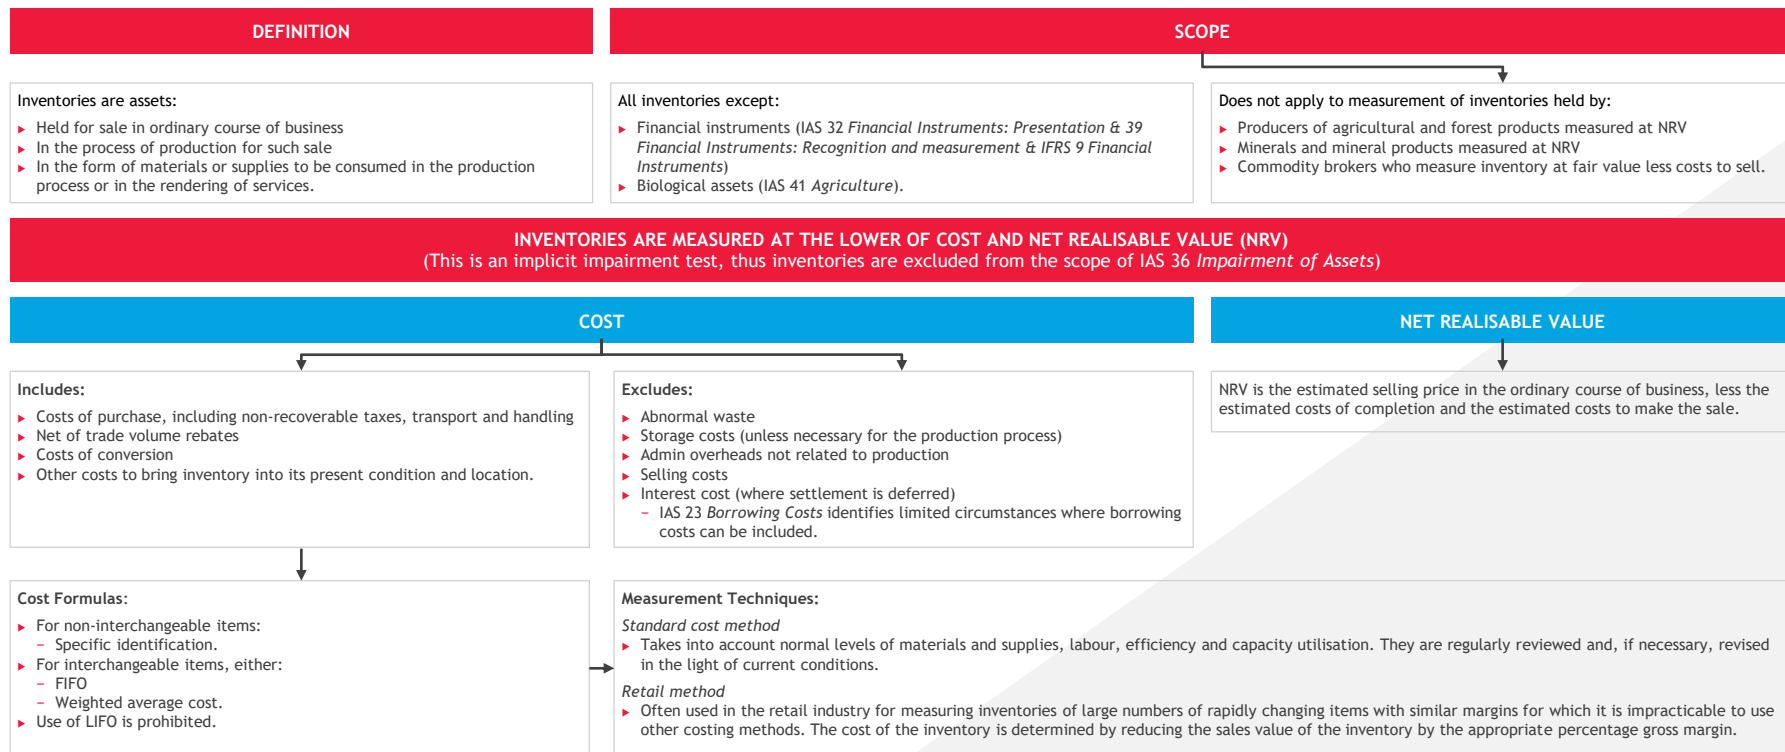 DEFINITION
SCOPE
Inventories are assets:
► Held for sale in ordinary course of business
► In the process of production for such sale
► In the form of materials or supplies to be consumed in the production
process or in the rendering of services.
All inventories except:
► Financial instruments (IAS 32 Financial Instruments: Presentation & 39
Financial Instruments: Recognition and measurement & IFRS 9 Financial
Instruments)
► Biological assets (IAS 41 Agriculture).
Does not apply to measurement of inventories held by:
► Producers of agricultural and forest products measured at NRV
► Minerals and mineral products measured at NRV
► Commodity brokers who measure inventory at fair value less costs to sell.
INVENTORIES ARE MEASURED AT THE LOWER OF COST AND NET REALISABLE VALUE (NRV)
(This is an implicit impairment test, thus inventories are excluded from the scope of IAS 36 Impairment of Assets)
COST
NET REALISABLE VALUE
Includes:
► Costs of purchase, including non-recoverable taxes, transport and handling
► Net of trade volume rebates
► Costs of conversion
► Other costs to bring inventory into its present condition and location.
Excludes:
► Abnormal waste
► Storage costs (unless necessary for the production process)
► Admin overheads not related to production
► Selling costs
► Interest cost (where settlement is deferred)
− IAS 23 Borrowing Costs identifies limited circumstances where borrowing
costs can be included.
NRV is the estimated selling price in the ordinary course of business, less the
estimated costs of completion and the estimated costs to make the sale.
Cost Formulas:
► For non-interchangeable items:
− Specific identification.
► For interchangeable items, either:
− FIFO
− Weighted average cost.
► Use of LIFO is prohibited.
Measurement Techniques:
Standard cost method
► Takes into account normal levels of materials and supplies, labour, efficiency and capacity utilisation. They are regularly reviewed and, if necessary, revised
in the light of current conditions.
Retail method
► Often used in the retail industry for measuring inventories of large numbers of rapidly changing items with similar margins for which it is impracticable to use
other costing methods. The cost of the inventory is determined by reducing the sales value of the inventory by the appropriate percentage gross margin.